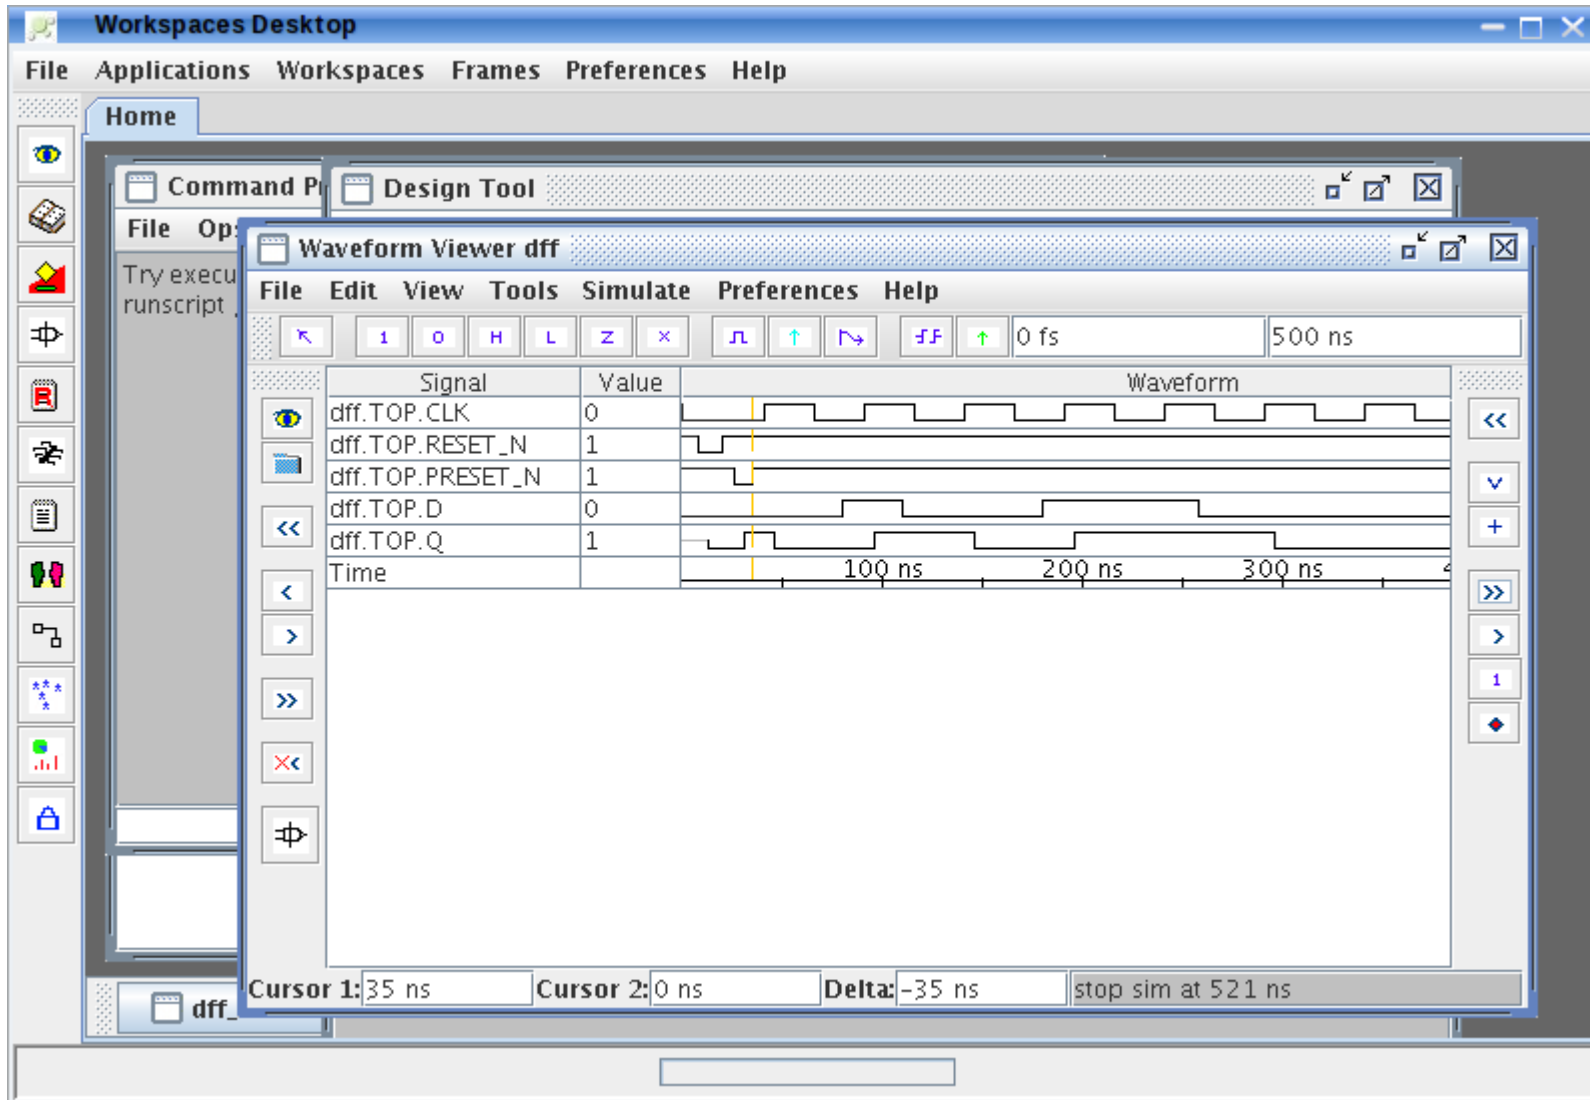 Workspaces Desktop
File Applications Workspaces Frames Preferences Help
Home
Command
Design Tool
File
Waveform Viewer dff
Try
runscript
File Edit View Tools Simulate Preferences Help
1 0 H L Z X 0 fs 500 ns
Signal Value Waveform
dff.TOP.CLK 0
dff.TOP.RESET_N 1
dff.TOP.PRESET_N 1
dff.TOP.D 0
dff.TOP.Q 1
Time 100 ns 200 ns 300 ns 4
R
1
Cursor 1: 35 ns Cursor 2: 0 ns Delta: -35 ns stop sim at 521 ns
dff_